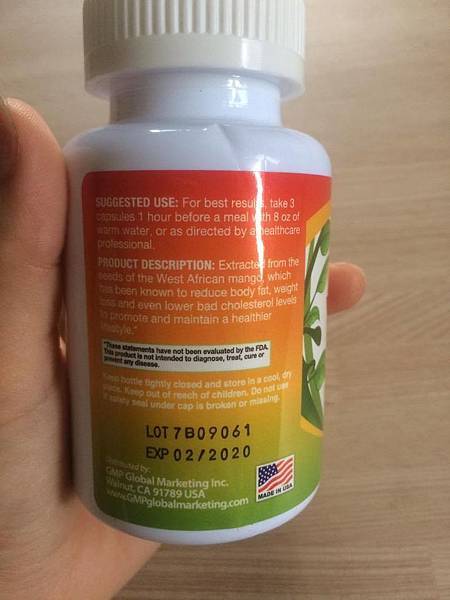 SUGGESTED USE: For best results, take 3
capsules 1 hour before a meal with 8 oz of
warm water, or as directed by a healthcare
professional.
PRODUCT DESCRIPTION: Extracted from the
seeds of the West African mango, which
has been known to reduce body fat, weight
loss and even lower bad cholesterol levels
to promote and maintain a healthier
lifestyle.*
*These statements have not been evaluated by the FDA.
This product is not intended to diagnose, treat, cure or
prevent any disease.
Keep bottle tightly closed and store in a cool, dry
place. Keep out of reach of children. Do not use
if safety seal under cap is broken or missing.
LOT 7B09061
EXP 02/2020
Distributed by:
GMP Global Marketing Inc.
Walnut, CA 91789 USA
www.GMPglobalmarketing.com
MADE IN USA